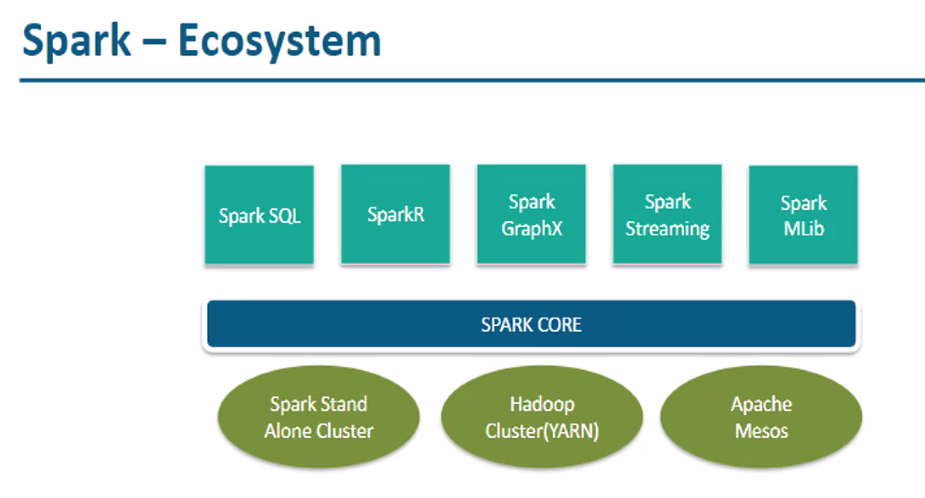 Spark – Ecosystem
Spark SQL
SparkR
Spark
GraphX
Spark
Streaming
Spark
MLib
SPARK CORE
Spark Stand
Alone Cluster
Hadoop
Cluster(YARN)
Apache
Mesos